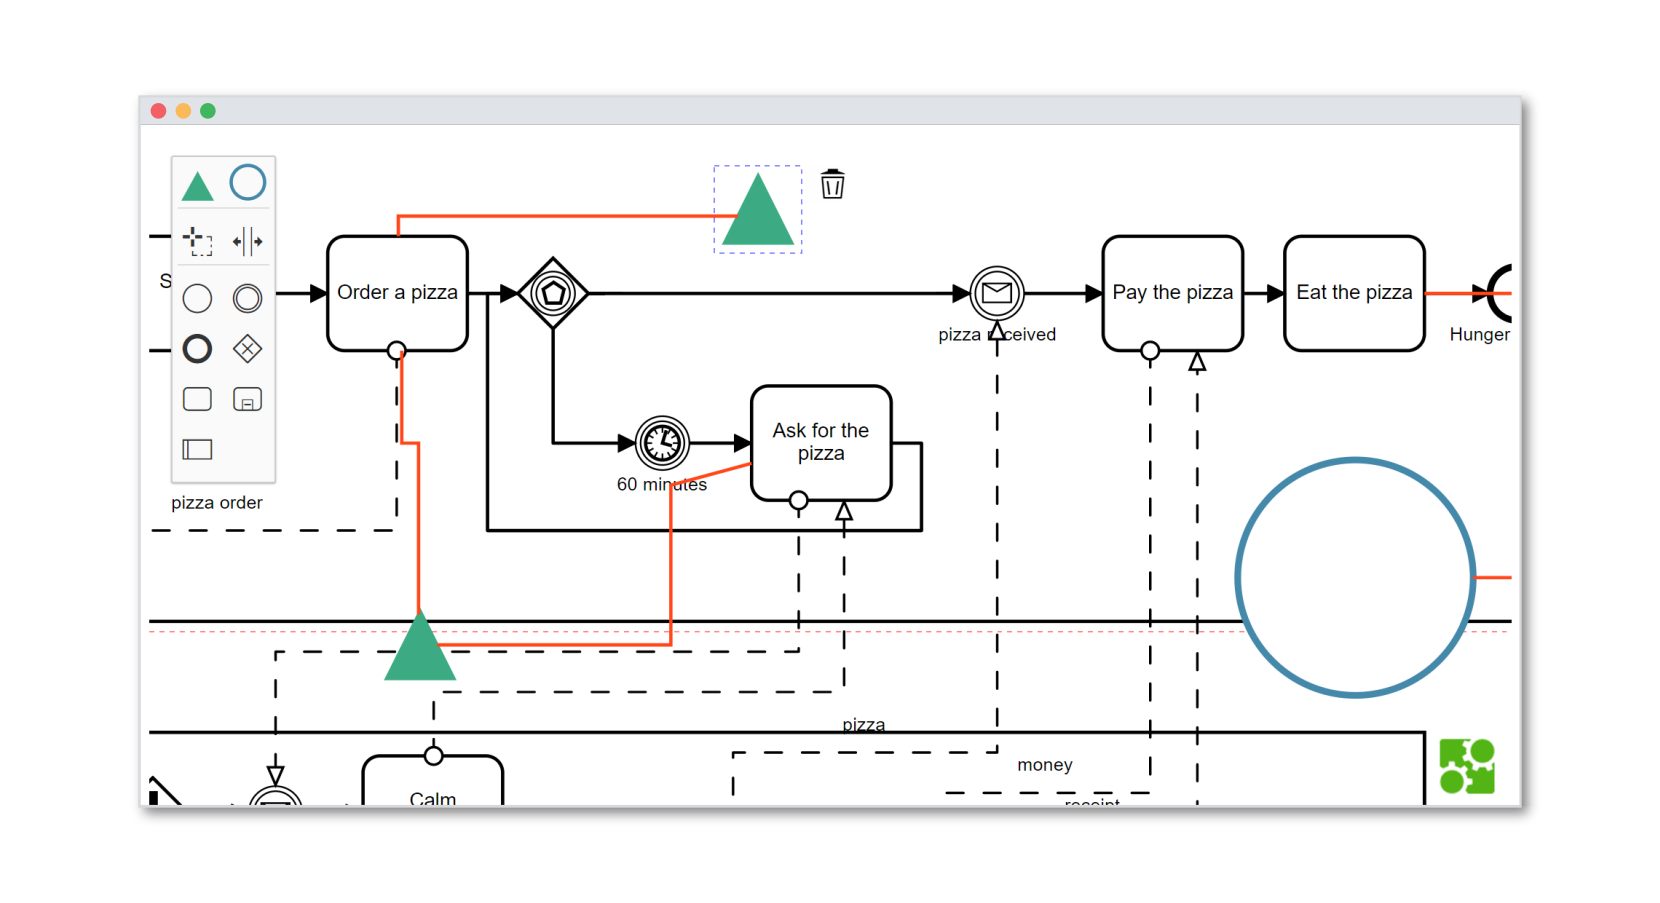 S
Order a pizza
Pay the pizza
Eat the pizza
pizza received
Hunger
Ask for the
pizza
60 minutes
pizza order
pizza
money
Calm
receipt